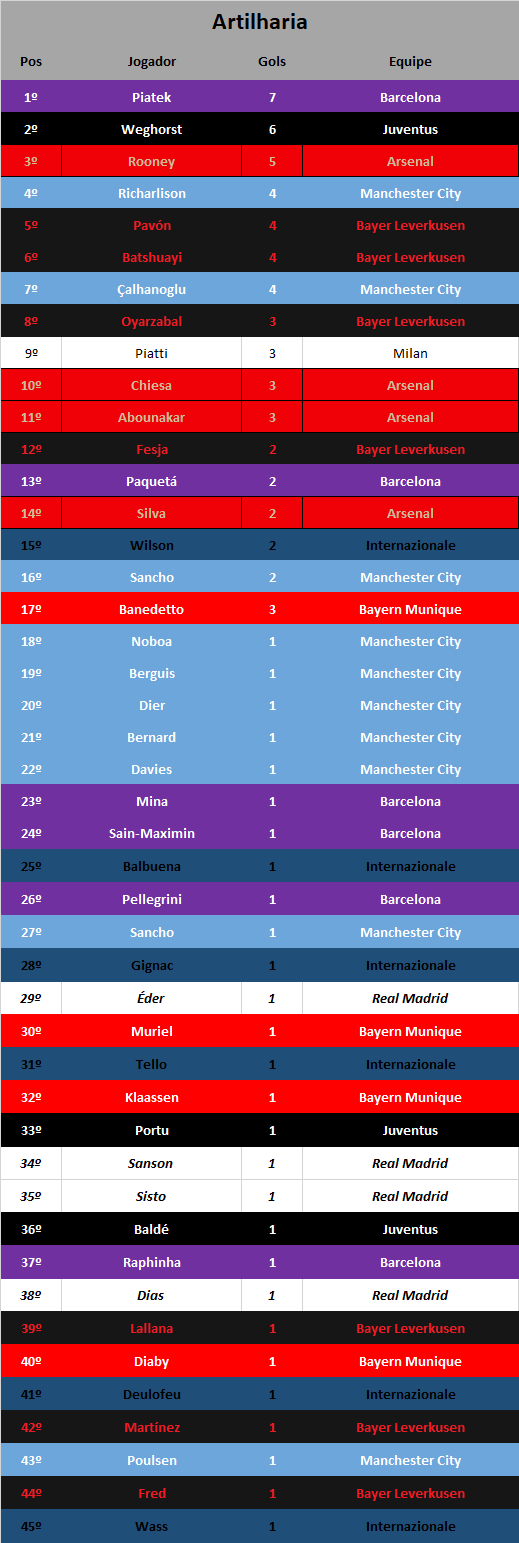 Artilharia
Pos Jogador Gols Equipe
1º Piatek 7 Barcelona
2º Weghorst 6 Juventus
3º Rooney 5 Arsenal
4º Richarlison 4 Manchester City
5º Pavón 4 Bayer Leverkusen
6º Batshuayi 4 Bayer Leverkusen
7º Çalhanoglu 4 Manchester City
8º Oyarzabal 3 Bayer Leverkusen
9º Piatti 3 Milan
10º Chiesa 3 Arsenal
11º Abounakar 3 Arsenal
12º Fesja 2 Bayer Leverkusen
13º Paquetá 2 Barcelona
14º Silva 2 Arsenal
15º Wilson 2 Internazionale
16º Sancho 2 Manchester City
17º Banedetto 3 Bayern Munique
18º Noboa 1 Manchester City
19º Berguis 1 Manchester City
20º Dier 1 Manchester City
21º Bernard 1 Manchester City
22º Davies 1 Manchester City
23º Mina 1 Barcelona
24º Sain-Maximin 1 Barcelona
25º Balbuena 1 Internazionale
26º Pellegrini 1 Barcelona
27º Sancho 1 Manchester City
28º Gignac 1 Internazionale
29º Éder 1 Real Madrid
30º Muriel 1 Bayern Munique
31º Tello 1 Internazionale
32º Klaassen 1 Bayern Munique
33º Portu 1 Juventus
34º Sanson 1 Real Madrid
35º Sisto 1 Real Madrid
36º Baldé 1 Juventus
37º Raphinha 1 Barcelona
38º Dias 1 Real Madrid
39º Lallana 1 Bayer Leverkusen
40º Diaby 1 Bayern Munique
41º Deulofeu 1 Internazionale
42º Martínez 1 Bayer Leverkusen
43º Poulsen 1 Manchester City
44º Fred 1 Bayer Leverkusen
45º Wass 1 Internazionale